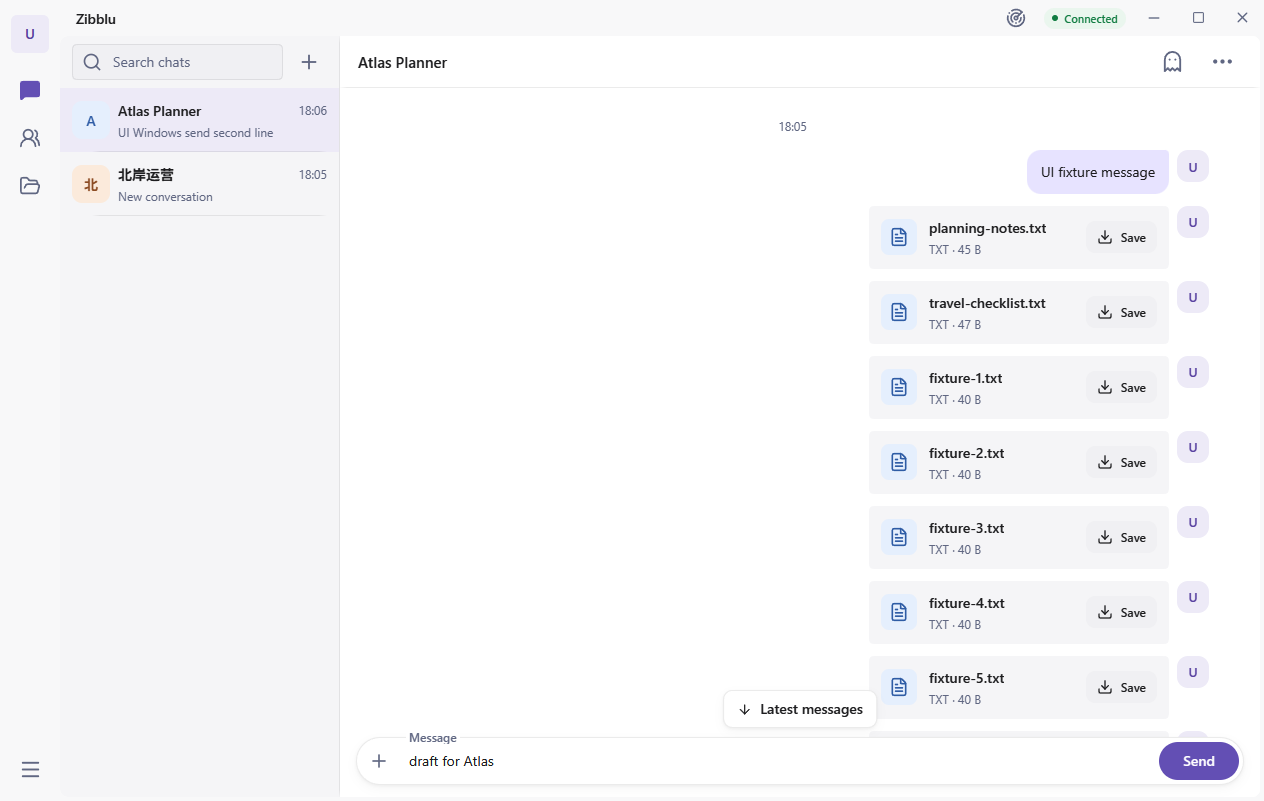 U
Zibblu
Connected
Search chats
A
Atlas Planner
18:06
UI Windows send second line
北
北岸运营
18:05
New conversation
Atlas Planner
18:05
UI fixture message
U
planning-notes.txt
TXT · 45 B
Save
U
travel-checklist.txt
TXT · 47 B
Save
U
fixture-1.txt
TXT · 40 B
Save
U
fixture-2.txt
TXT · 40 B
Save
U
fixture-3.txt
TXT · 40 B
Save
U
fixture-4.txt
TXT · 40 B
Save
U
fixture-5.txt
TXT · 40 B
Save
U
Latest messages
Message
draft for Atlas
Send